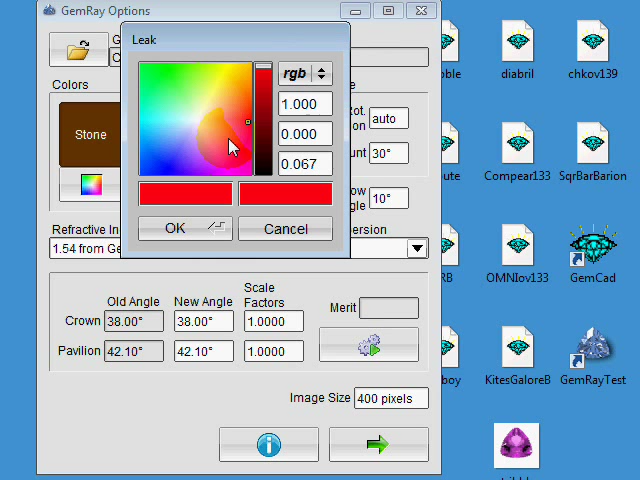 GemRay Options
Leak
Colors
Stone
rgb
1.000
0.000
0.067
OK
Cancel
Rot.
auto
30°
10°
Refractive In
1.54 from Ge
Old Angle
New Angle
Scale
Factors
Merit
Crown
38.00°
38.00°
1.0000
Pavilion
42.10°
42.10°
1.0000
Image Size
400 pixels
diabril
chkov139
Compear133
SqrBarBarion
OMNIov133
GemCad
KitesGaloreB
GemRayTest